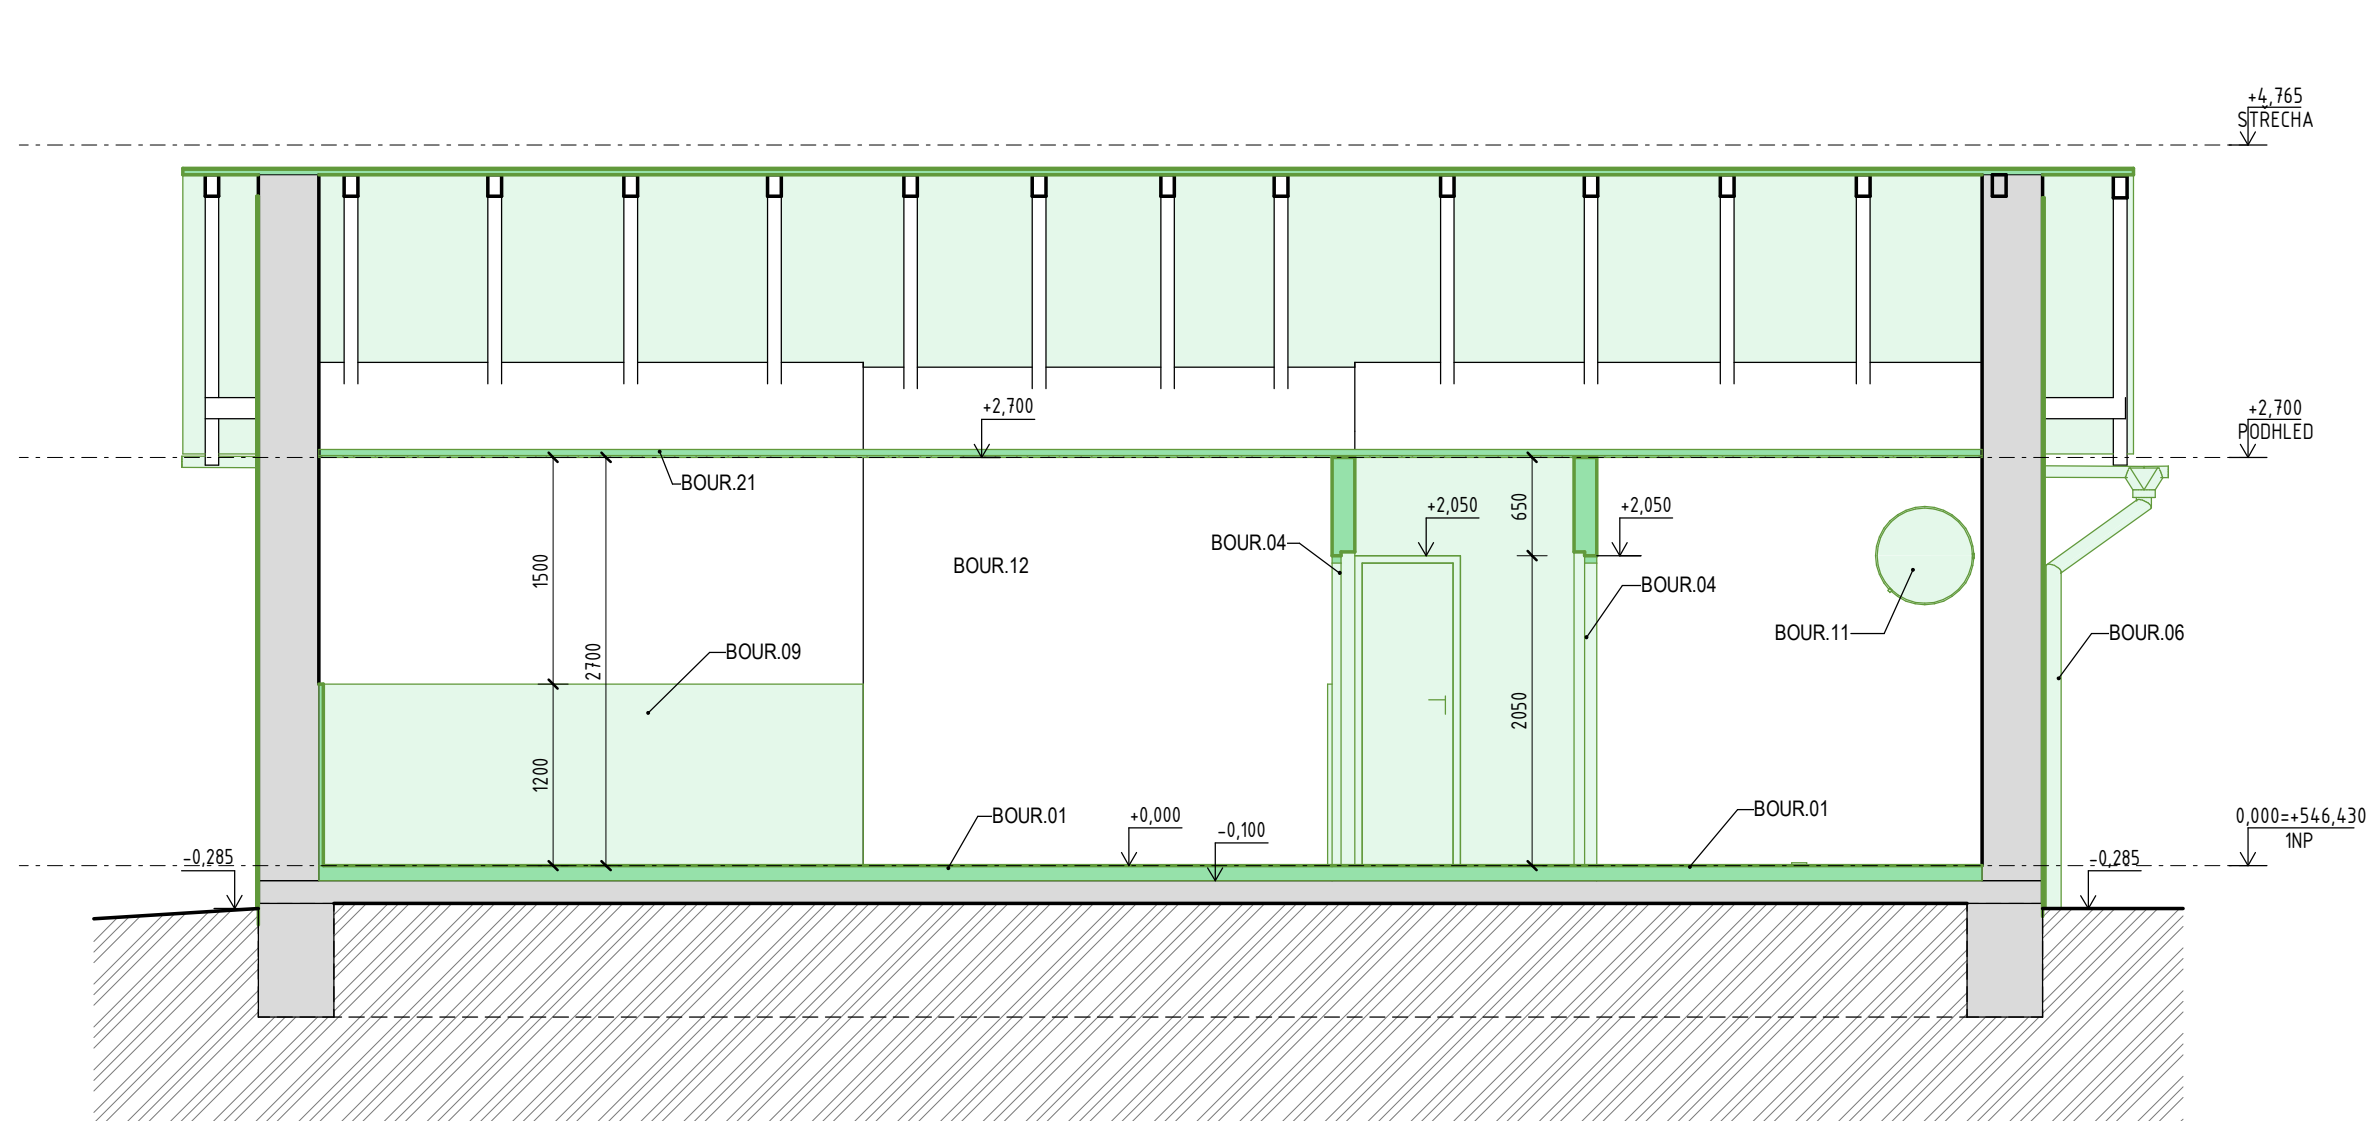 +4,765
STŘECHA
+2,700
+2,700
PODHLED
BOUR.21
650
+2,050
+2,050
BOUR.04
BOUR.12
1500
BOUR.04
BOUR.11
BOUR.06
BOUR.09
2700
2050
1200
BOUR.01
BOUR.01
+0,000
-0,100
0,000=+546,430
1NP
-0,285
-0,285